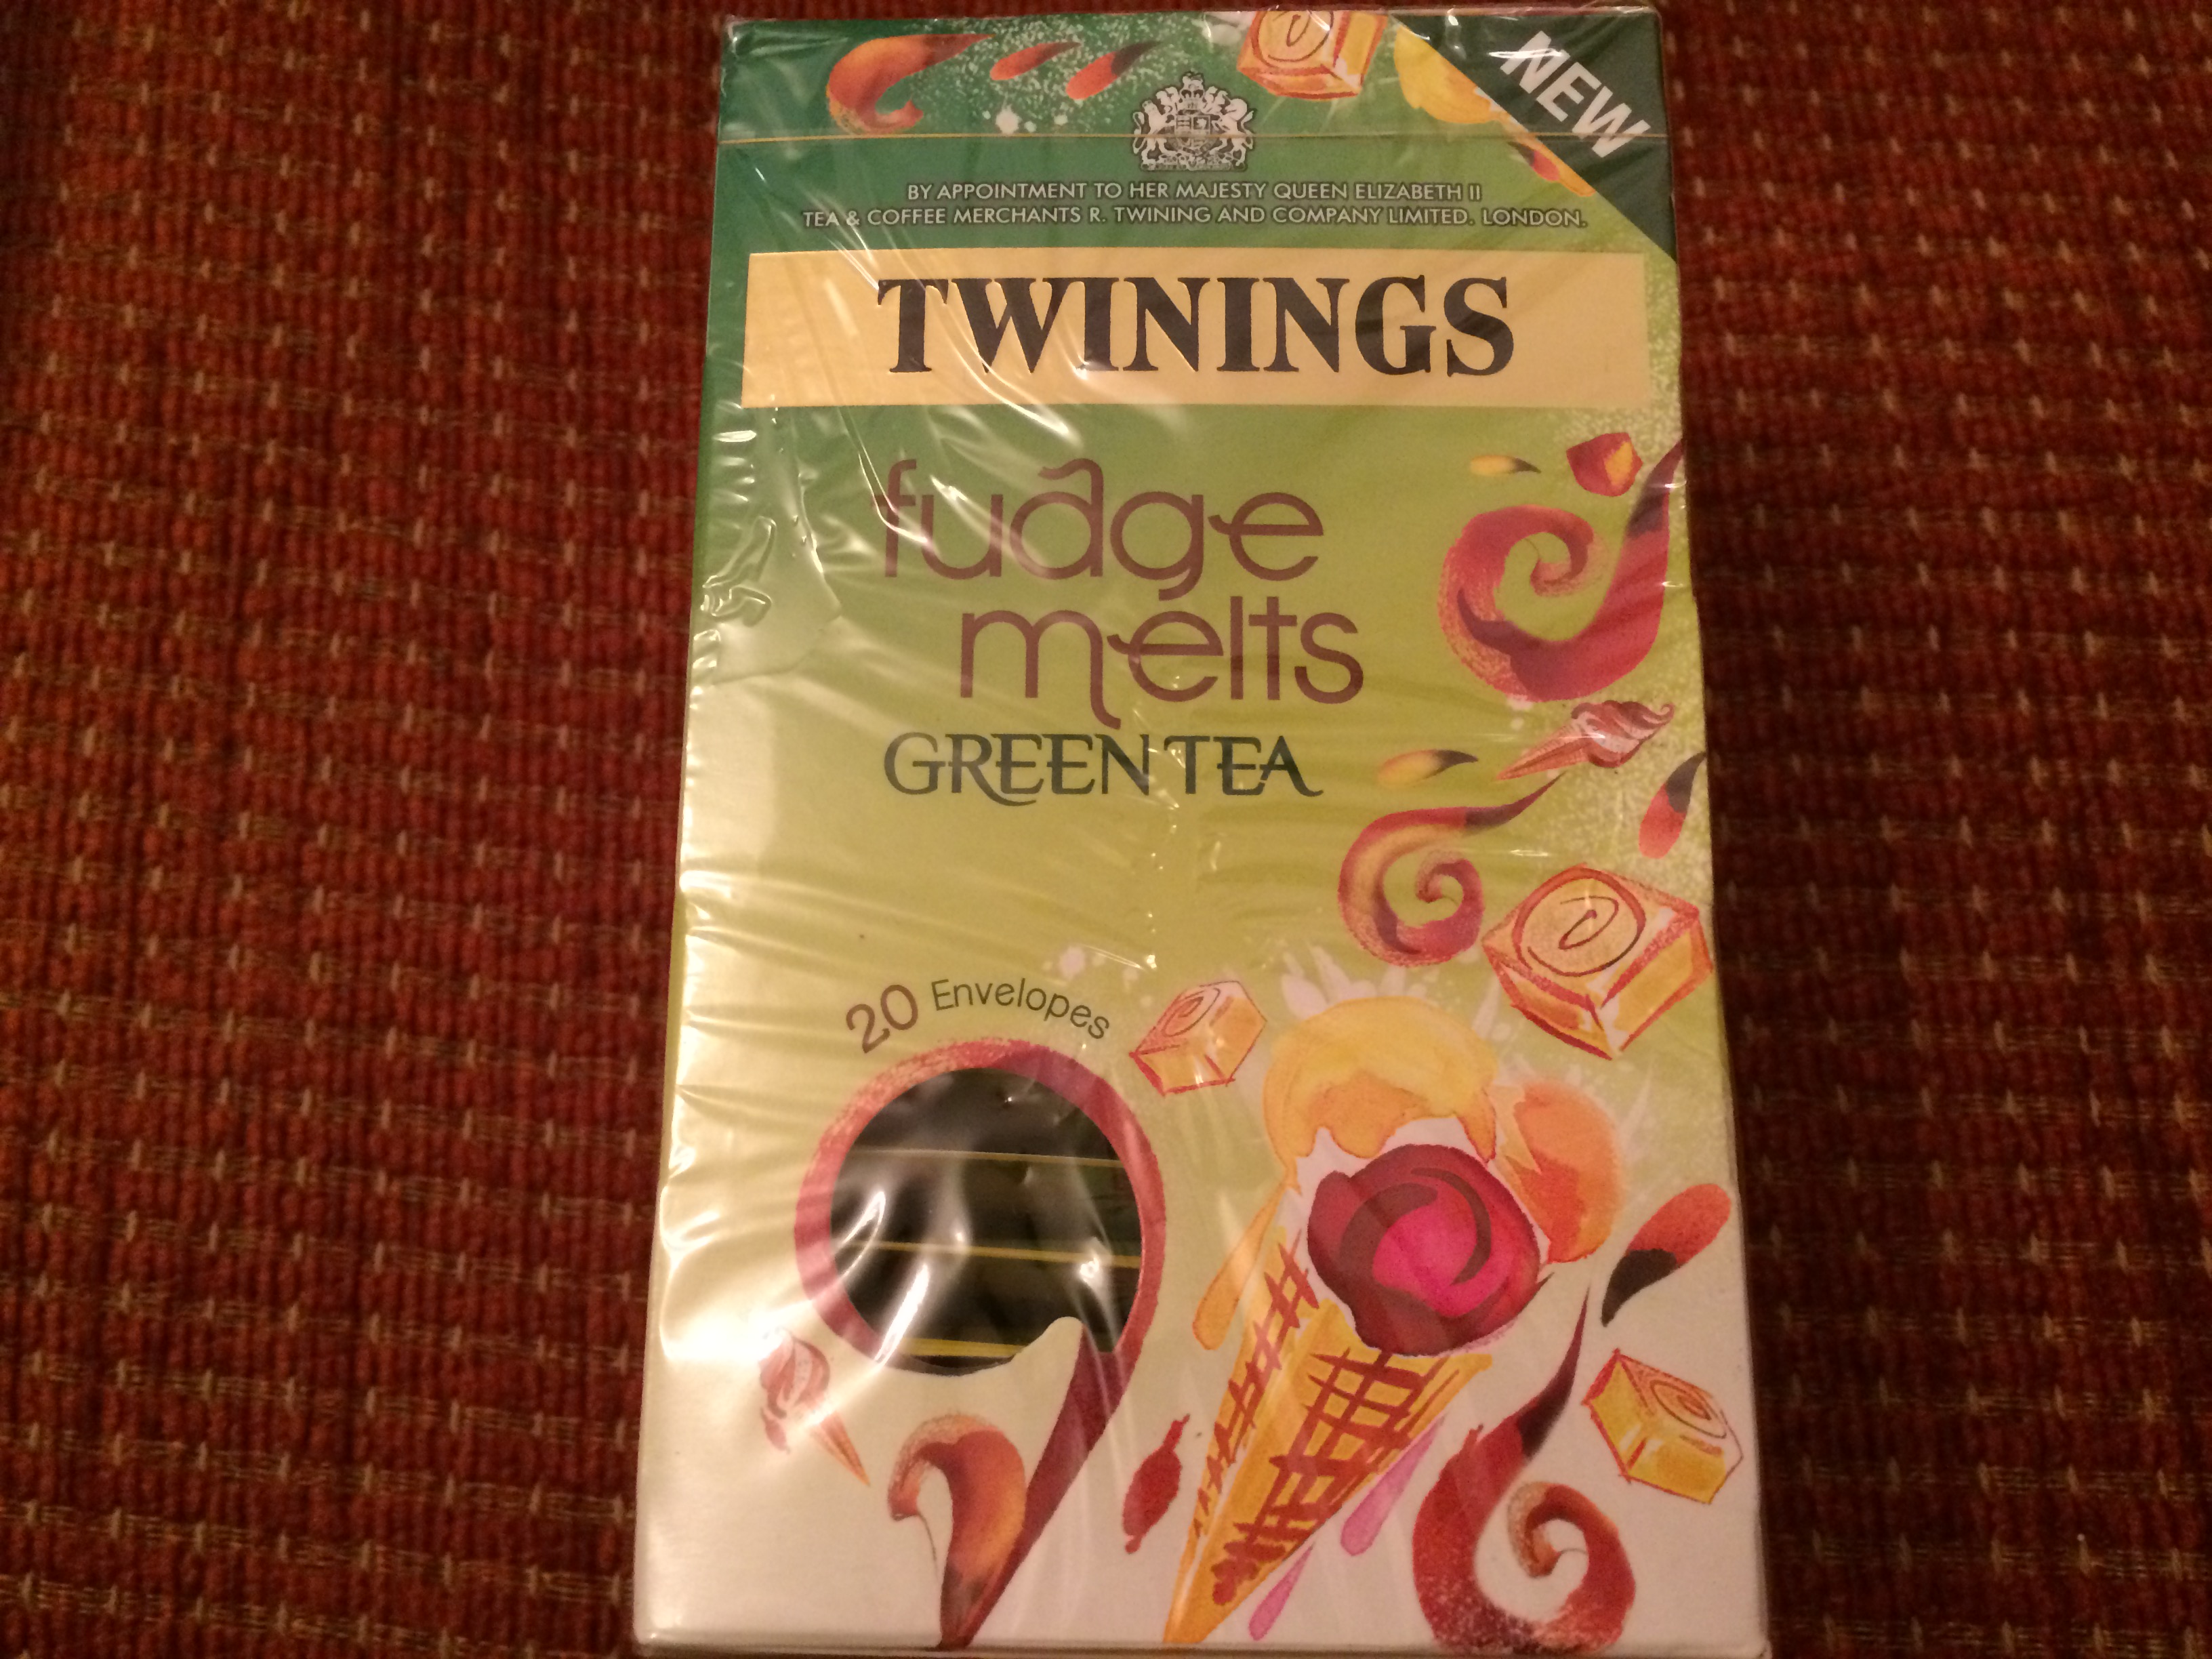 NEW
BY APPOINTMENT TO HER MAJESTY QUEEN ELIZABETH II
TEA & COFFEE MERCHANTS R. TWINING AND COMPANY LIMITED. LONDON.
TWININGS
fudge
melts
GREEN TEA
20 Envelopes